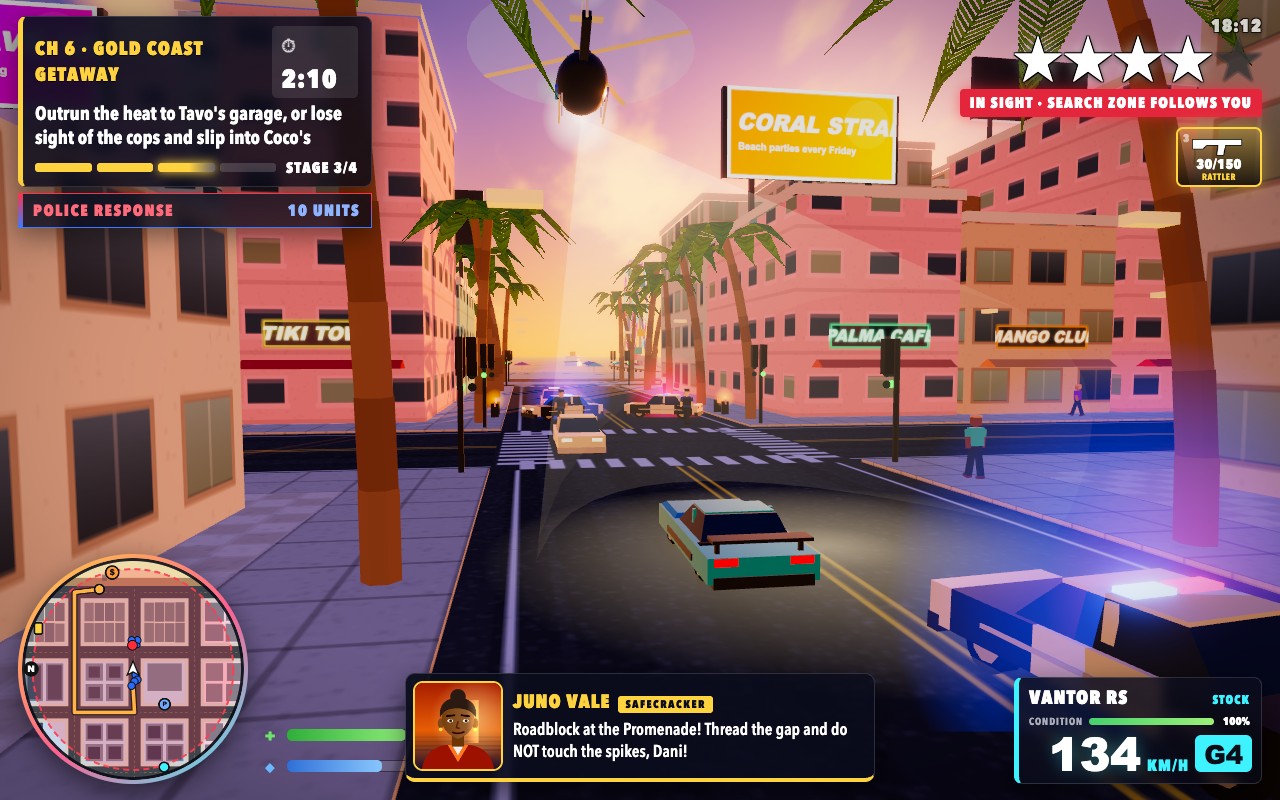 CH 6 · GOLD COAST
GETAWAY
2:10
Outrun the heat to Tavo's garage, or lose
sight of the cops and slip into Coco's
STAGE 3/4
POLICE RESPONSE
10 UNITS
18:12
IN SIGHT · SEARCH ZONE FOLLOWS YOU
3
30/150
RATTLER
CORAL STRA
Beach parties every Friday
TIKI TO
PALMA CAF
MANGO CLU
N
$
P
JUNO VALE SAFECRACKER
Roadblock at the Promenade! Thread the gap and do
NOT touch the spikes, Dani!
VANTOR RS
STOCK
CONDITION
100%
134 KM/H G4